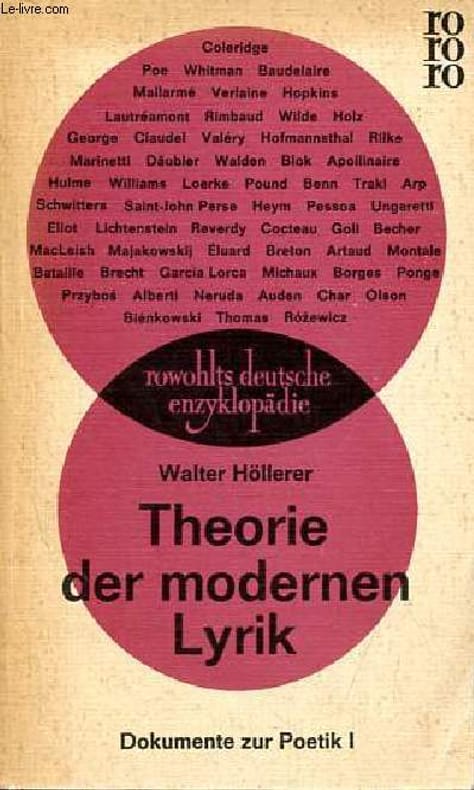 Le-livre.com
ro
ro
ro
Coleridge
Poe Whitman Baudelaire
Mallarmé Verlaine Hopkins
Lautréamont Rimbaud Wilde Holz
George Claudel Valéry Hofmannsthal Rilke
Marinetti Däubler Walden Blok Apollinaire
Hulme Williams Loerke Pound Benn Trakl Arp
Schwitters Saint-John Perse Heym Pessoa Ungaretti
Eliot Lichtenstein Reverdy Cocteau Goll Becher
MacLeish Majakowskij Éluard Breton Artaud Montale
Bataille Brecht García Lorca Michaux Borges Ponge
Przyboś Alberti Neruda Auden Char Olson
Bieńkowski Thomas Różewicz
rowohlts deutsche
enzyklopädie
Walter Höllerer
Theorie
der modernen
Lyrik
Dokumente zur Poetik I